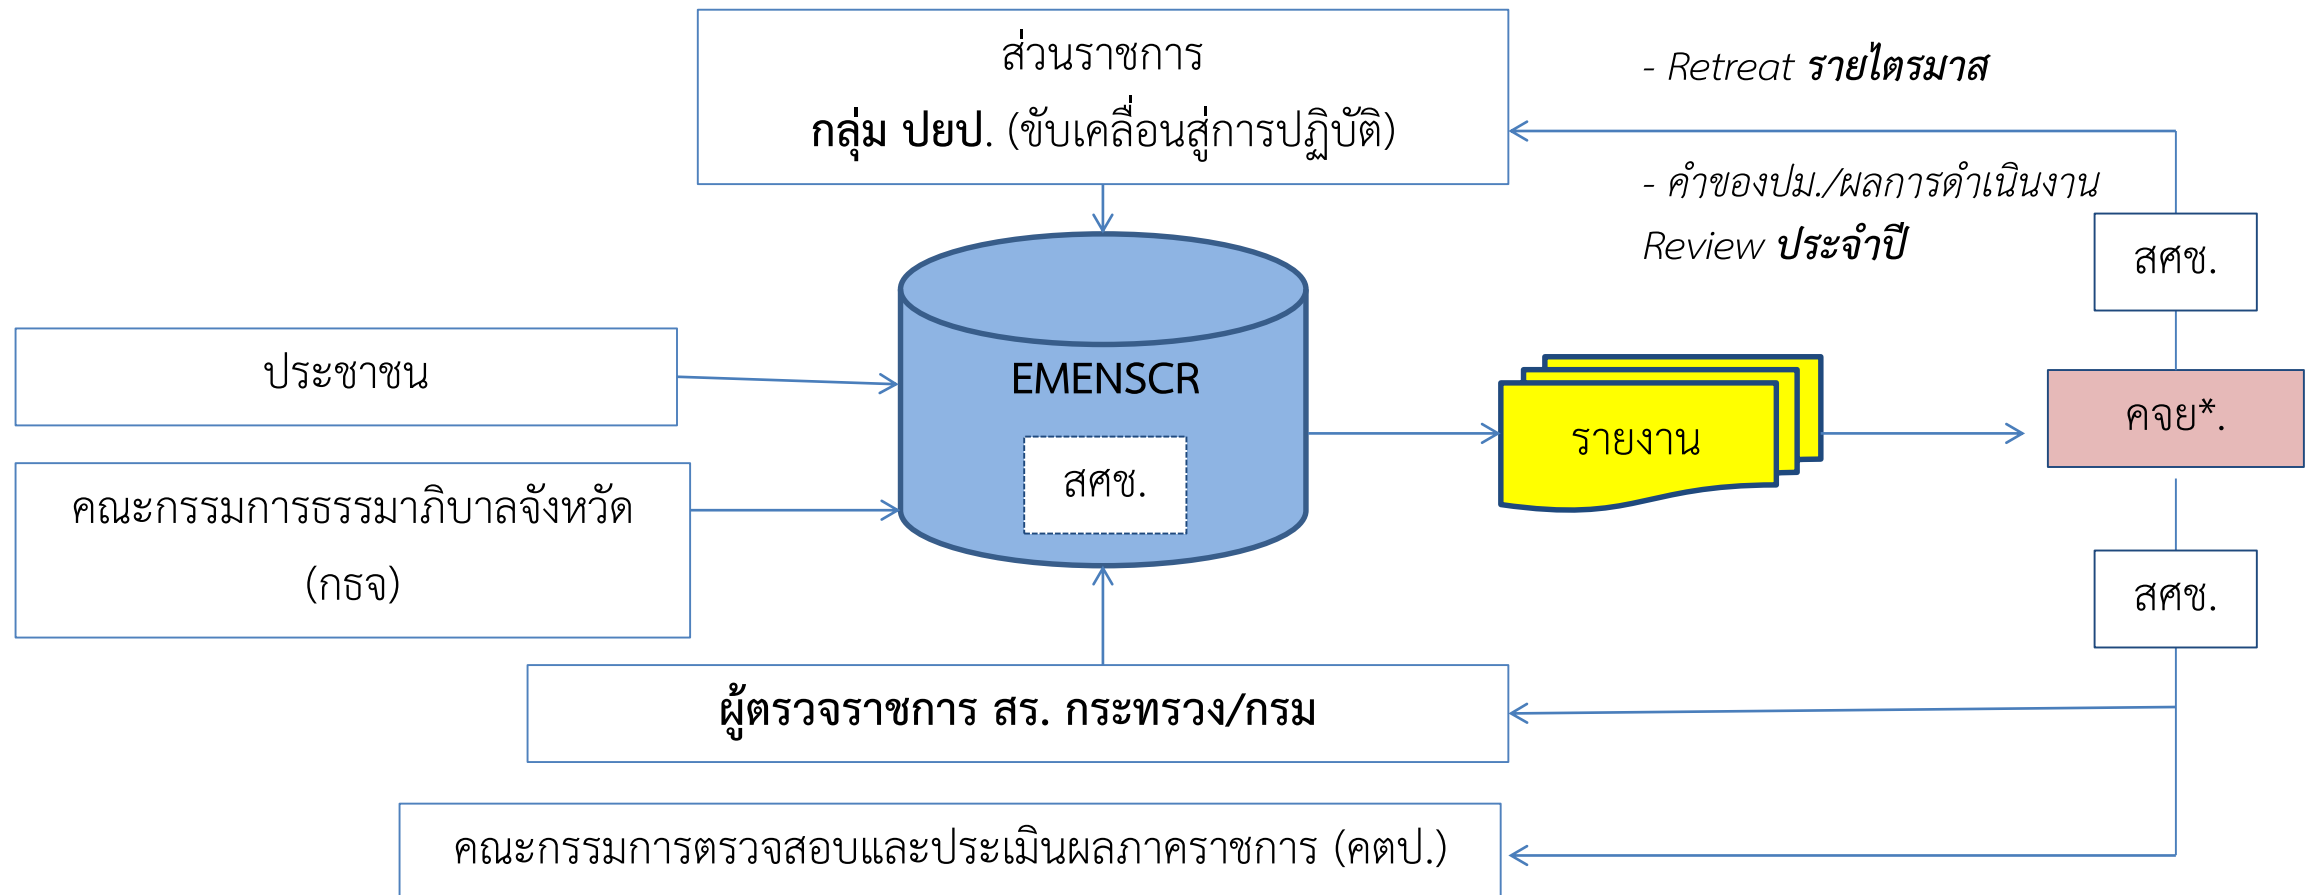 ส่วนราชการ
กลุ่ม ปยป. (ขับเคลื่อนสู่การปฏิบัติ)
- Retreat รายไตรมาส
- คำของปม./ผลการดำเนินงาน
Review ประจำปี
สศช.
ประชาชน
EMENSCR
สศช.
รายงาน
คจย*.
คณะกรรมการธรรมาภิบาลจังหวัด
(กธจ)
สศช.
ผู้ตรวจราชการ สร. กระทรวง/กรม
คณะกรรมการตรวจสอบและประเมินผลภาคราชการ (คตป.)